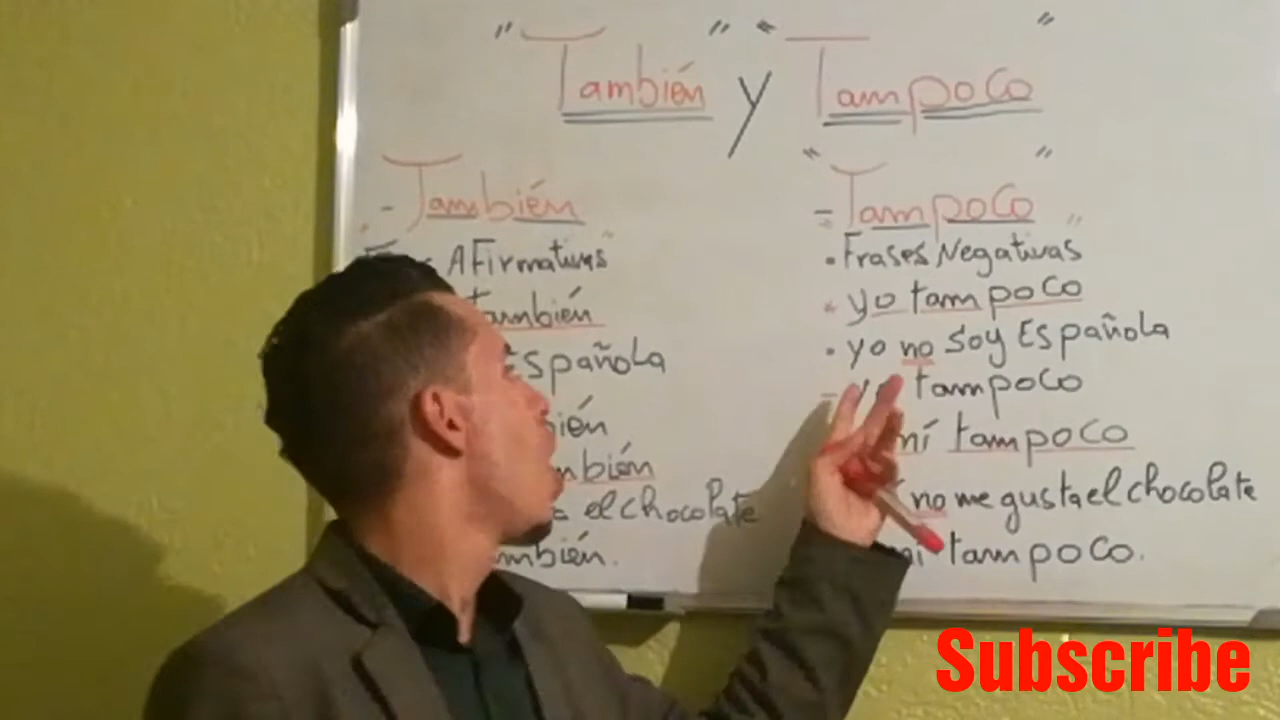 "También" y "Tampoco"
- También
AFirmativas
también
Española
mbién
el chocolate
mbién.
"Tampoco"
• Frases Negativas
• yo tampoco
• yo no soy Española
- yo tampoco
mí tampoco
no me gusta el chocolate
mí tampoco.
Subscribe